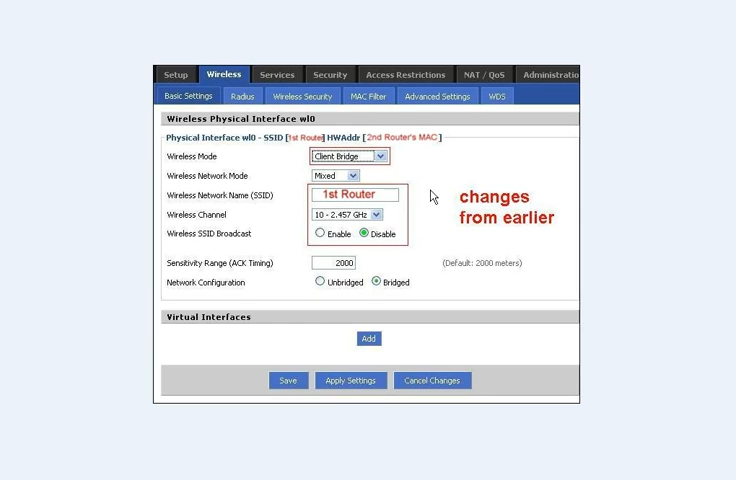 Setup Wireless Services Security Access Restrictions NAT / QoS Administratio
Basic Settings Radius Wireless Security MAC Filter Advanced Settings WDS
Wireless Physical Interface wl0
Physical Interface wl0 - SSID [1st Router] HWAddr [2nd Router's MAC]
Wireless Mode Client Bridge
Wireless Network Mode Mixed
Wireless Network Name (SSID) 1st Router
changes
Wireless Channel 10 - 2.457 GHz
from earlier
Wireless SSID Broadcast Enable Disable
Sensitivity Range (ACK Timing) 2000 (Default: 2000 meters)
Network Configuration Unbridged Bridged
Virtual Interfaces
Add
Save Apply Settings Cancel Changes